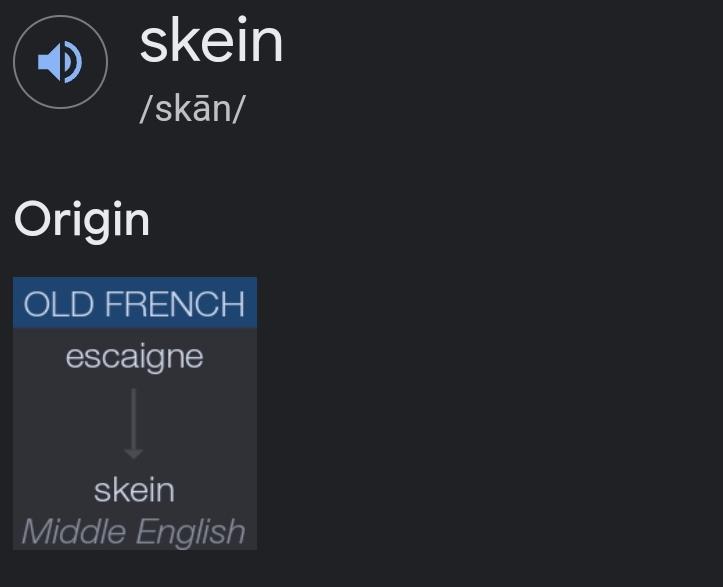 skein
/skān/
Origin
OLD FRENCH
escaigne
skein
Middle English